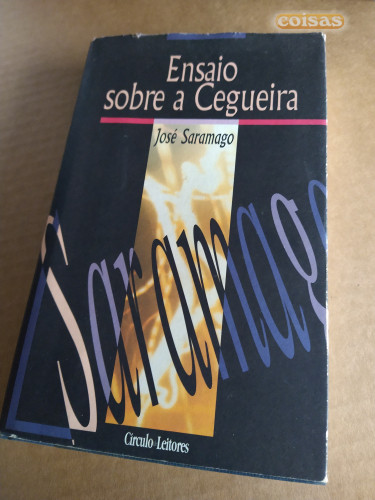 coisas
Ensaio
sobre a Cegueira
José Saramago
Saramago
Círculo Leitores